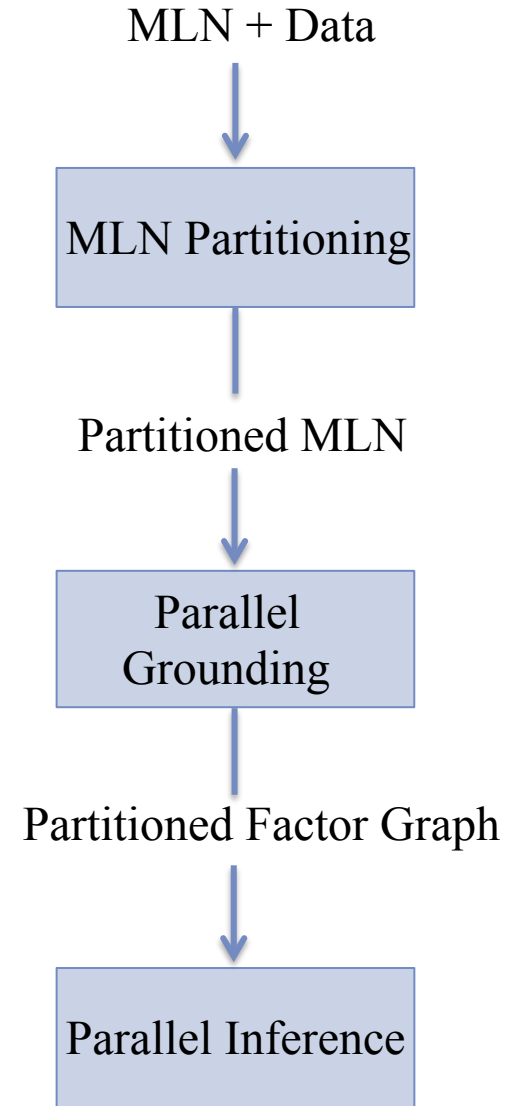 MLN + Data
MLN Partitioning
Partitioned MLN
Parallel
Grounding
Partitioned Factor Graph
Parallel Inference